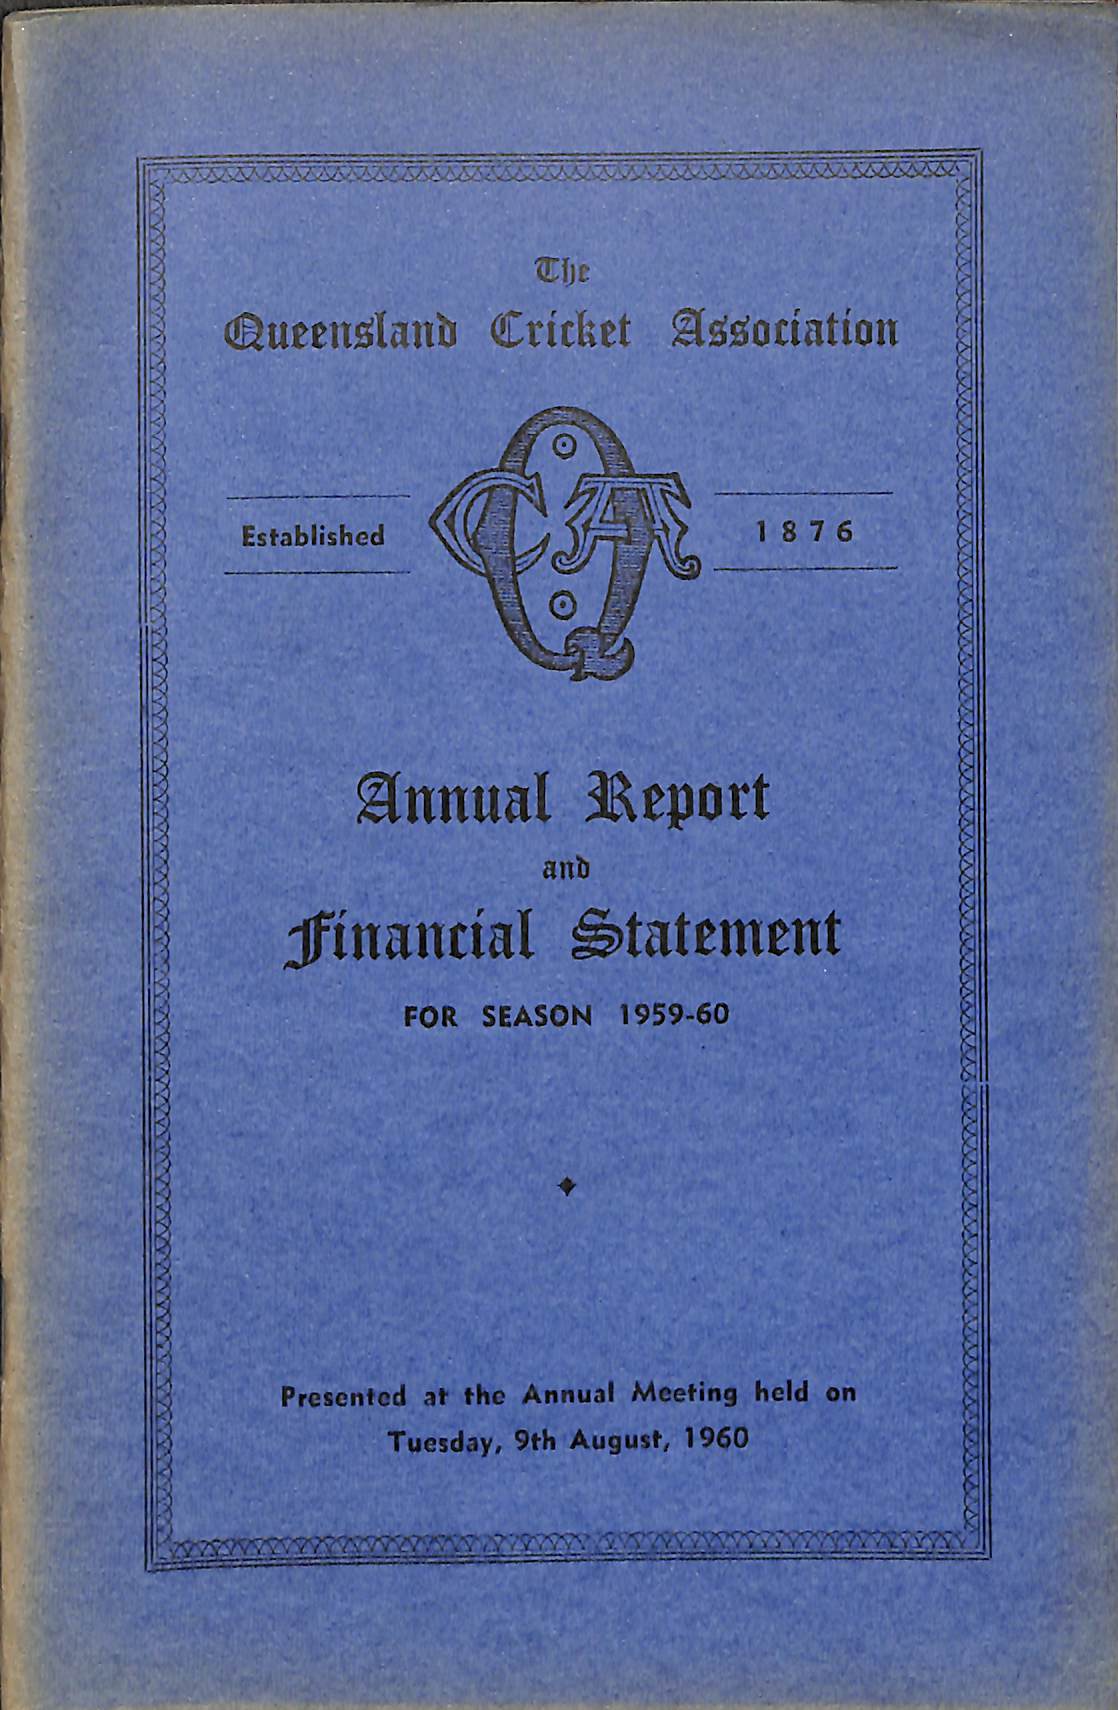 The
Queensland Cricket Association
QCA
Established 1876
Annual Report
and
Financial Statement
FOR SEASON 1959-60
Presented at the Annual Meeting held on
Tuesday, 9th August, 1960